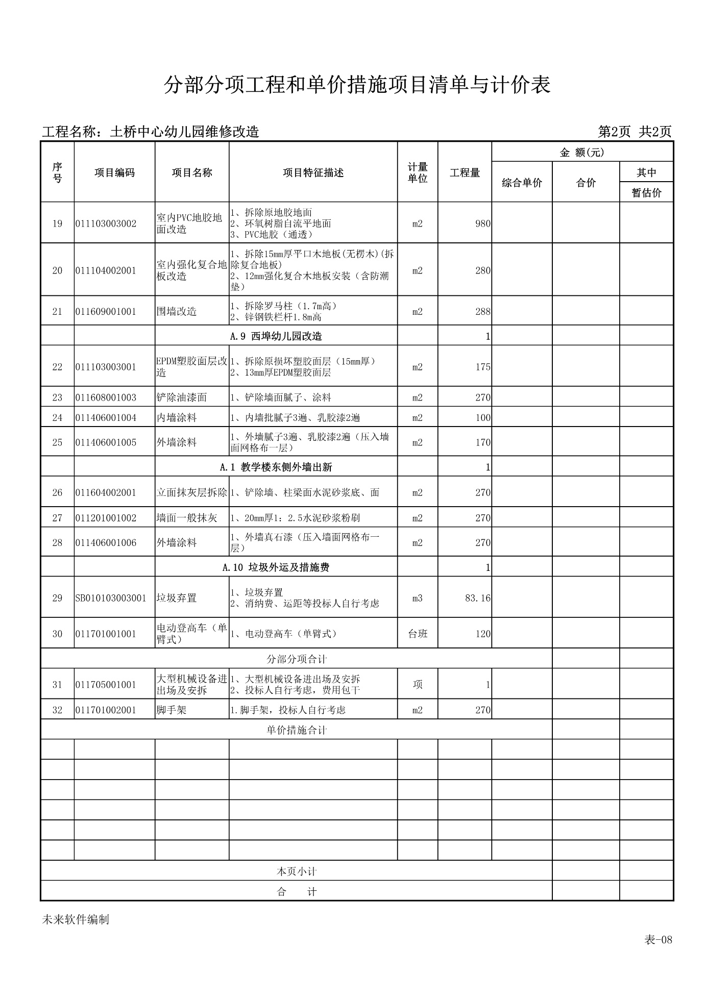 分部分项工程和单价措施项目清单与计价表
工程名称：土桥中心幼儿园维修改造 第2页 共2页
序号 项目编码 项目名称 项目特征描述 计量单位 工程量 金 额(元)
综合单价 合价 其中
暂估价
19 011103003002 室内PVC地胶地面改造 1、拆除原地胶地面
2、环氧树脂自流平地面
3、PVC地胶（通透） m2 980
20 011104002001 室内强化复合地板改造 1、拆除15mm厚平口木地板(无楞木)(拆
除复合地板)
2、12mm强化复合木地板安装（含防潮
垫） m2 280
21 011609001001 围墙改造 1、拆除罗马柱（1.7m高）
2、锌钢铁栏杆1.8m高 m2 288
A.9 西埠幼儿园改造 1
22 011103003001 EPDM塑胶面层改造 1、拆除原损坏塑胶面层（15mm厚）
2、13mm厚EPDM塑胶面层 m2 175
23 011608001003 铲除油漆面 1、铲除墙面腻子、涂料 m2 270
24 011406001004 内墙涂料 1、内墙批腻子3遍、乳胶漆2遍 m2 100
25 011406001005 外墙涂料 1、外墙腻子3遍、乳胶漆2遍（压入墙
面网格布一层） m2 170
A.1 教学楼东侧外墙出新 1
26 011604002001 立面抹灰层拆除 1、铲除墙、柱梁面水泥砂浆底、面 m2 270
27 011201001002 墙面一般抹灰 1、20mm厚1：2.5水泥砂浆粉刷 m2 270
28 011406001006 外墙涂料 1、外墙真石漆（压入墙面网格布一
层） m2 270
A.10 垃圾外运及措施费 1
29 SB010103003001 垃圾弃置 1、垃圾弃置
2、消纳费、运距等投标人自行考虑 m3 83.16
30 011701001001 电动登高车（单臂式） 1、电动登高车（单臂式） 台班 120
分部分项合计
31 011705001001 大型机械设备进出场及安拆 1、大型机械设备进出场及安拆
2、投标人自行考虑，费用包干 项 1
32 011701002001 脚手架 1.脚手架，投标人自行考虑 m2 270
单价措施合计
本页小计
合 计
未来软件编制
表-08